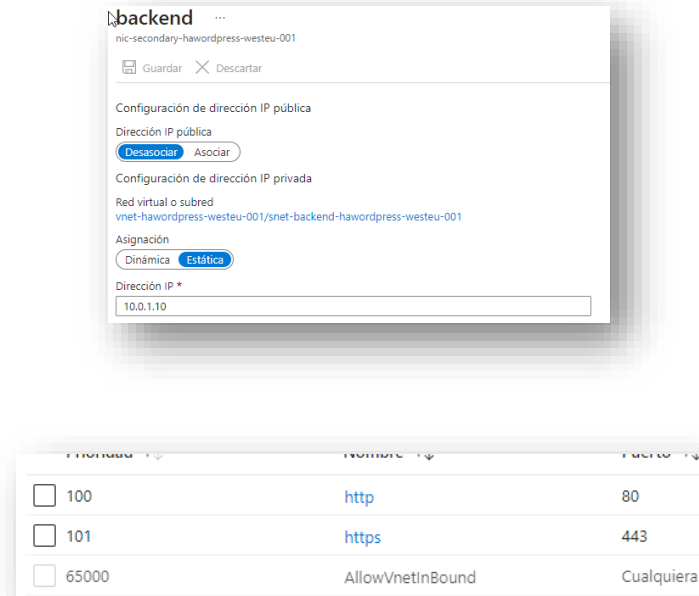 backend ...
nic-secondary-hawordpress-westeu-001
Guardar Descartar
Configuración de dirección IP pública
Dirección IP pública
Desasociar Asociar
Configuración de dirección IP privada
Red virtual o subred
vnet-hawordpress-westeu-001/snet-backend-hawordpress-westeu-001
Asignación
Dinámica Estática
Dirección IP *
10.0.1.10
Prioridad ↑↓ Nombre ↑↓ Puerto ↑↓
100 http 80
101 https 443
65000 AllowVnetInBound Cualquiera